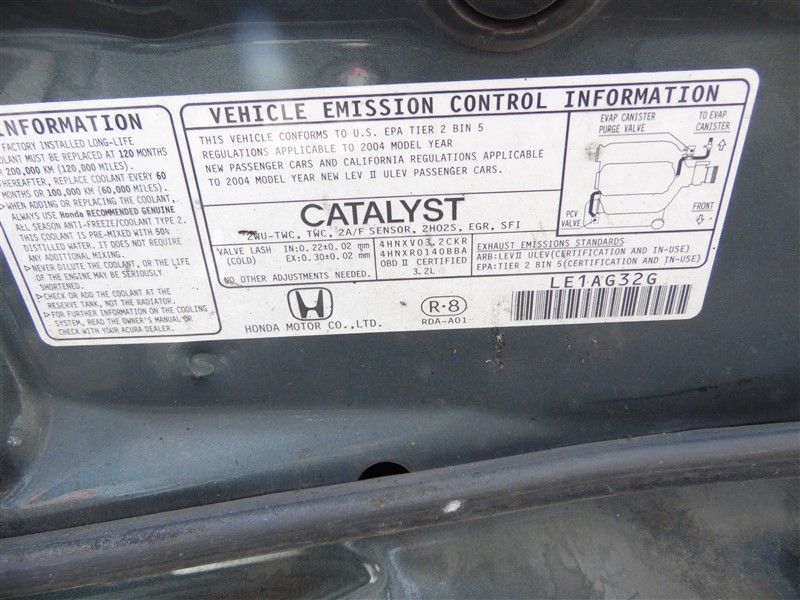 INFORMATION
FACTORY INSTALLED LONG-LIFE
MUST BE REPLACED AT 120 MONTHS
200,000 KM (120,000 MILES).
REPLACE COOLANT EVERY 60
MONTHS OR 100,000 KM (60,000 MILES).
▷WHEN ADDING OR REPLACING THE COOLANT,
ALWAYS USE Honda RECOMMENDED GENUINE
ALL SEASON ANTI-FREEZE/COOLANT TYPE 2.
THIS COOLANT IS PRE-MIXED WITH 50%
DISTILLED WATER. IT DOES NOT REQUIRE
ANY ADDITIONAL MIXING.
▷NEVER DILUTE THE COOLANT, OR THE LIFE
OF THE ENGINE MAY BE SERIOUSLY
SHORTENED.
▷CHECK OR ADD THE COOLANT AT THE
RESERVE TANK, NOT THE RADIATOR.
▷FOR FURTHER INFORMATION ON THE COOLING
SYSTEM, READ THE OWNER'S MANUAL OR
CHECK WITH YOUR ACURA DEALER.
VEHICLE EMISSION CONTROL INFORMATION
THIS VEHICLE CONFORMS TO U.S. EPA TIER 2 BIN 5
REGULATIONS APPLICABLE TO 2004 MODEL YEAR
NEW PASSENGER CARS AND CALIFORNIA REGULATIONS APPLICABLE
TO 2004 MODEL YEAR NEW LEV II ULEV PASSENGER CARS.
CATALYST
2WU-TWC, TWC, 2A/F SENSOR, 2HO2S, EGR, SFI
VALVE LASH
(COLD)
IN:0.22±0.02 mm
EX:0.30±0.02 mm
NO OTHER ADJUSTMENTS NEEDED.
4HNXV03.2CKR
4HNXR0140BBA
OBD II CERTIFIED
3.2L
EXHAUST EMISSIONS STANDARDS
ARB:LEVII ULEV(CERTIFICATION AND IN-USE)
EPA:TIER 2 BIN 5(CERTIFICATION AND IN-USE)
EVAP CANISTER
PURGE VALVE
TO EVAP
CANISTER
PCV
VALVE
FRONT
HONDA MOTOR CO.,LTD.
R·8
RDA-A01
LE1AG32G